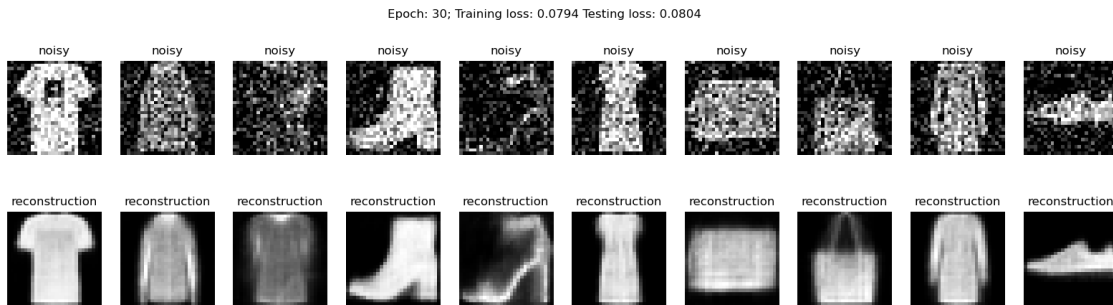 Epoch: 30; Training loss: 0.0794 Testing loss: 0.0804
noisy noisy noisy noisy noisy noisy noisy noisy noisy noisy
reconstruction reconstruction reconstruction reconstruction reconstruction reconstruction reconstruction reconstruction reconstruction reconstruction